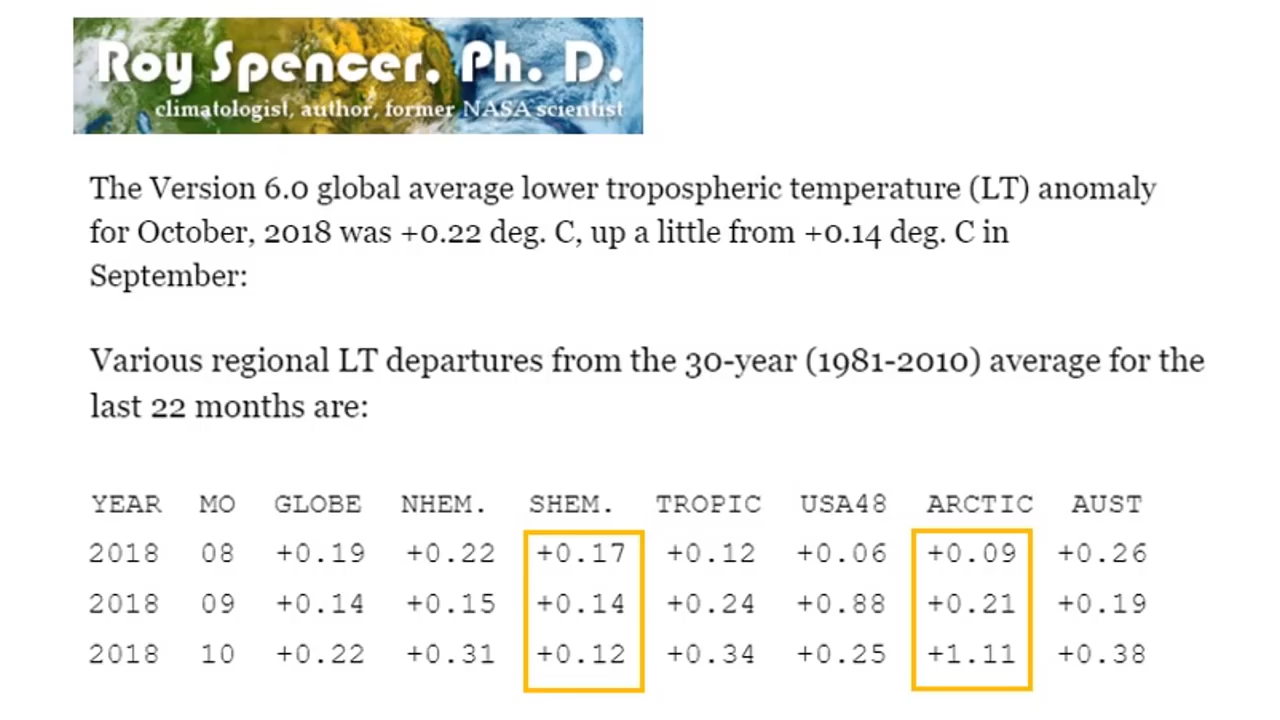 Roy Spencer, Ph. D.
climatologist, author, former NASA scientist
The Version 6.0 global average lower tropospheric temperature (LT) anomaly
for October, 2018 was +0.22 deg. C, up a little from +0.14 deg. C in
September:
Various regional LT departures from the 30-year (1981-2010) average for the
last 22 months are:
YEAR MO GLOBE NHEM. SHEM. TROPIC USA48 ARCTIC AUST
2018 08 +0.19 +0.22 +0.17 +0.12 +0.06 +0.09 +0.26
2018 09 +0.14 +0.15 +0.14 +0.24 +0.88 +0.21 +0.19
2018 10 +0.22 +0.31 +0.12 +0.34 +0.25 +1.11 +0.38